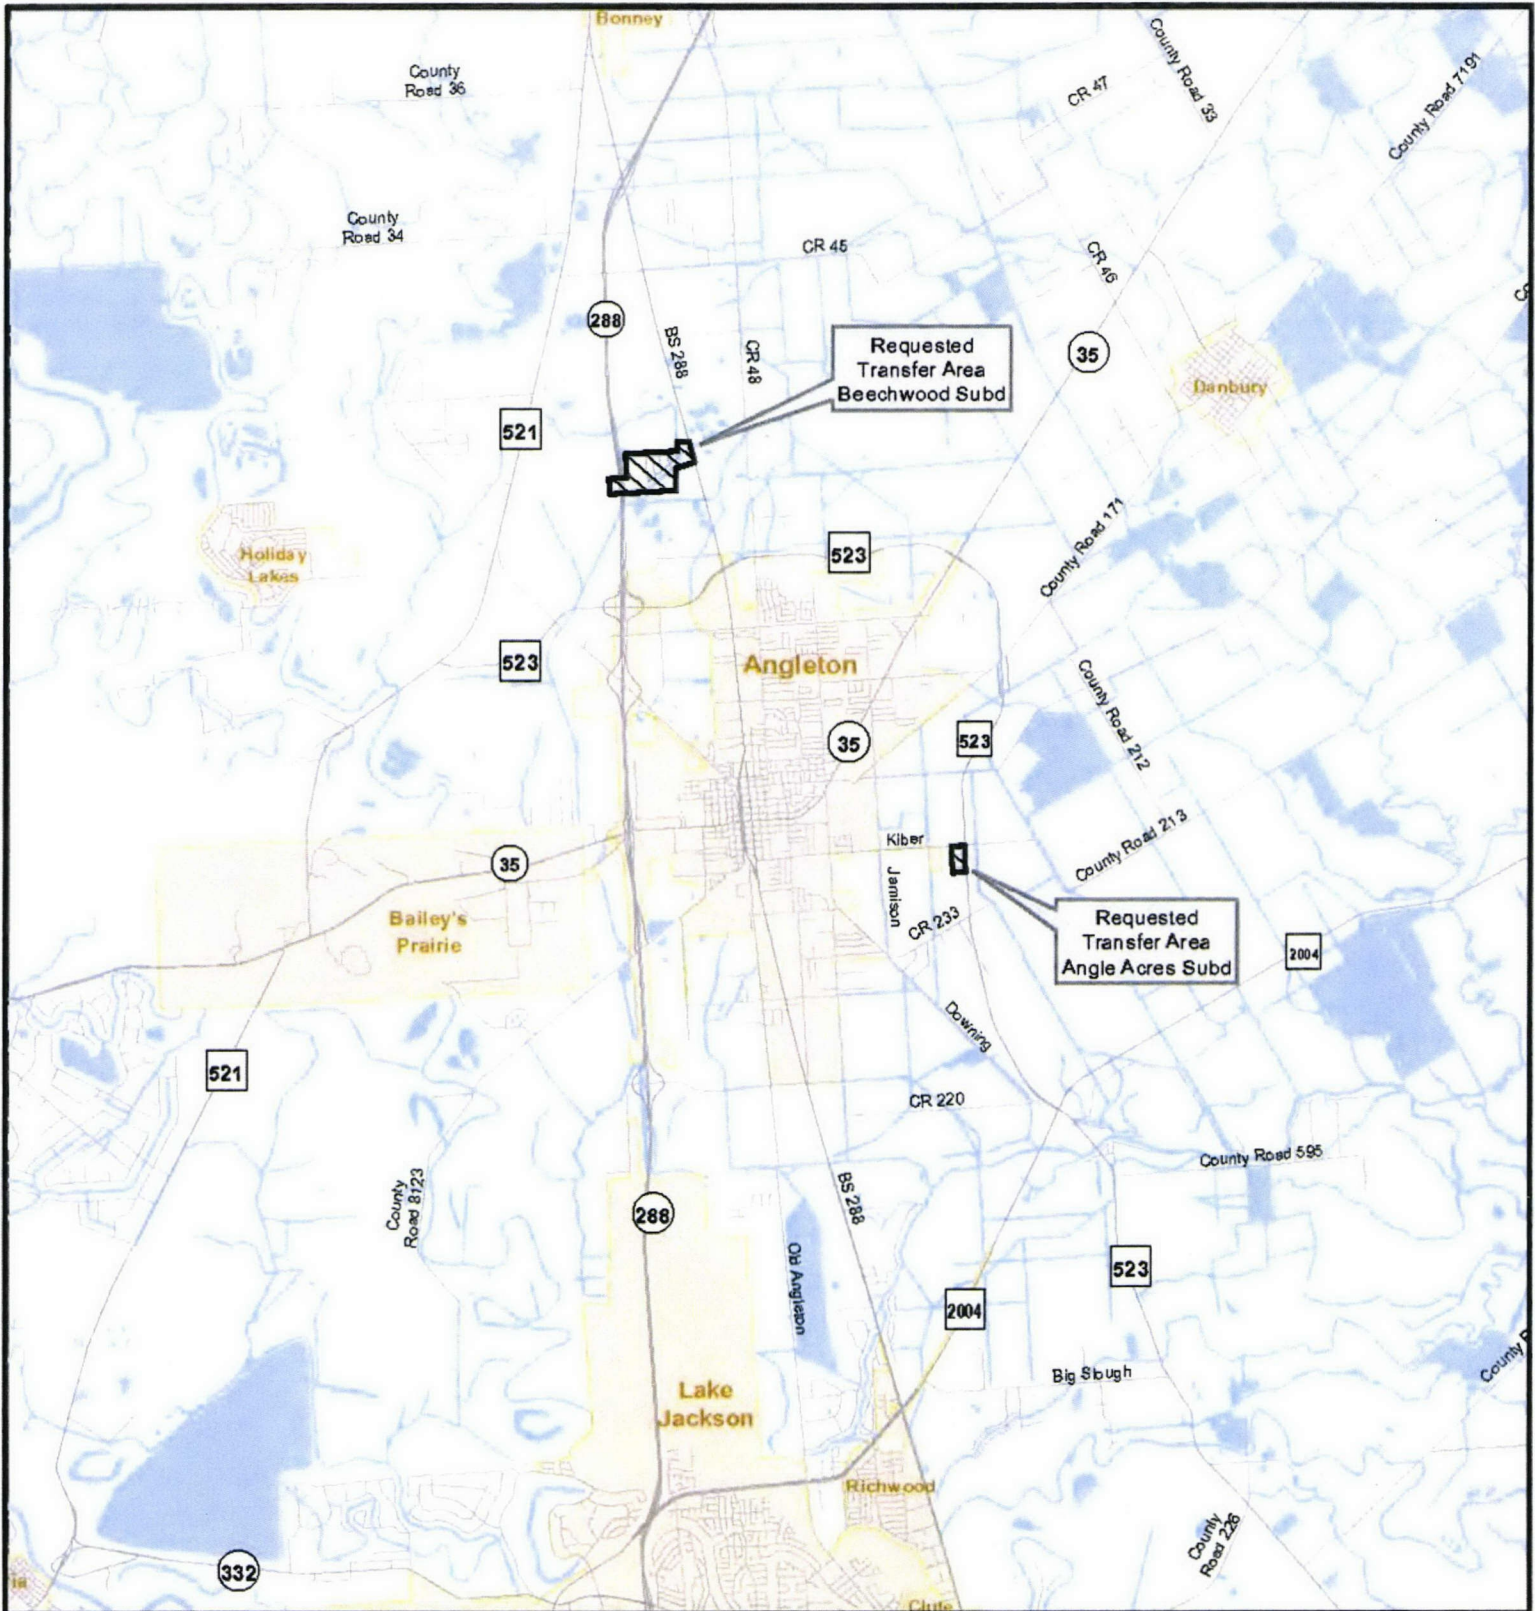 Bonney
County
Road 36
CR 47
County Road 33
County Road 7191
County
Road 34
CR 45
CR 46
288
BS 288
CR 48
Requested
Transfer Area
Beechwood Subd
35
Danbury
521
Holiday
Lakes
523
County Road 171
523
Angleton
County Road 212
35
523
Kiber
County Road 213
35
Jamison
CR 233
Bailey's
Prairie
Requested
Transfer Area
Angle Acres Subd
2004
Downing
521
CR 220
County Road 595
County
Road 8123
BS 288
288
Old Angleton
523
2004
Big Slough
County
Lake
Jackson
Richwood
County
Road 226
332
Clute